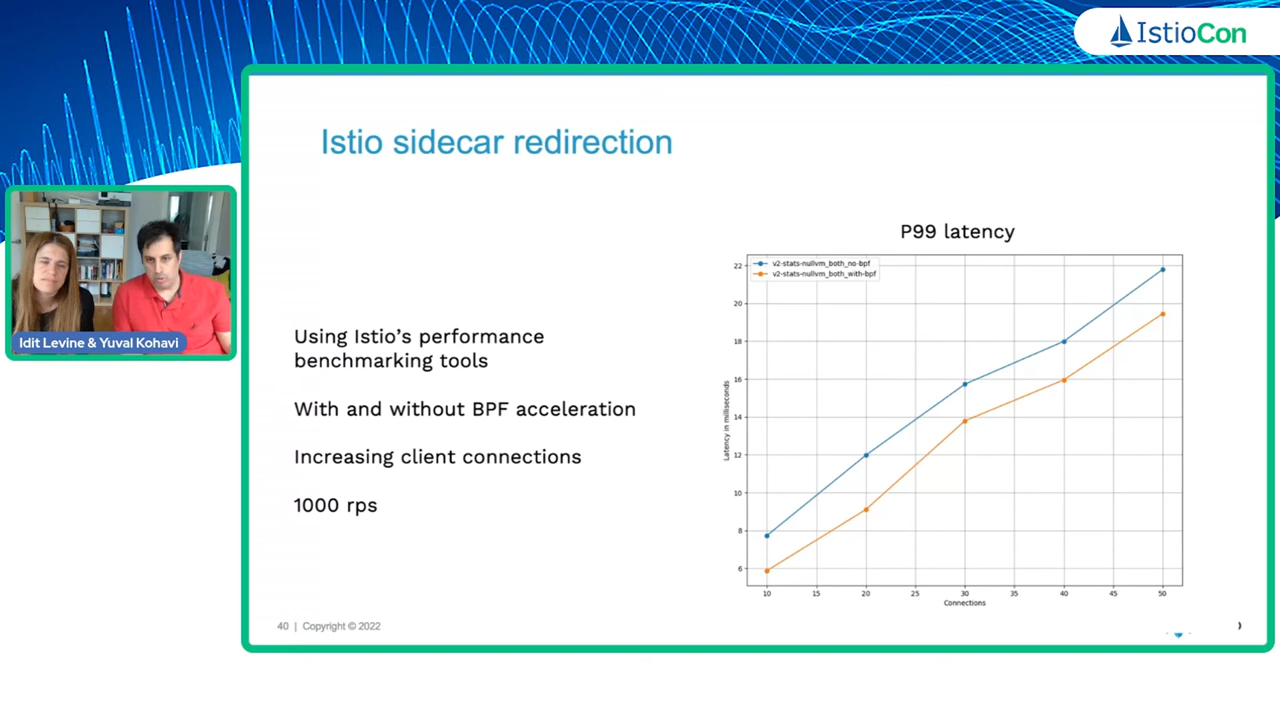 IstioCon
Istio sidecar redirection
Idit Levine & Yuval Kohavi
Using Istio's performance
benchmarking tools
With and without BPF acceleration
Increasing client connections
1000 rps
P99 latency
v2-stats-nullvm_both_no-bpf
v2-stats-nullvm_both_with-bpf
Latency in milliseconds
22
20
18
16
14
12
10
8
6
10 15 20 25 30 35 40 45 50
Connections
40 | Copyright © 2022